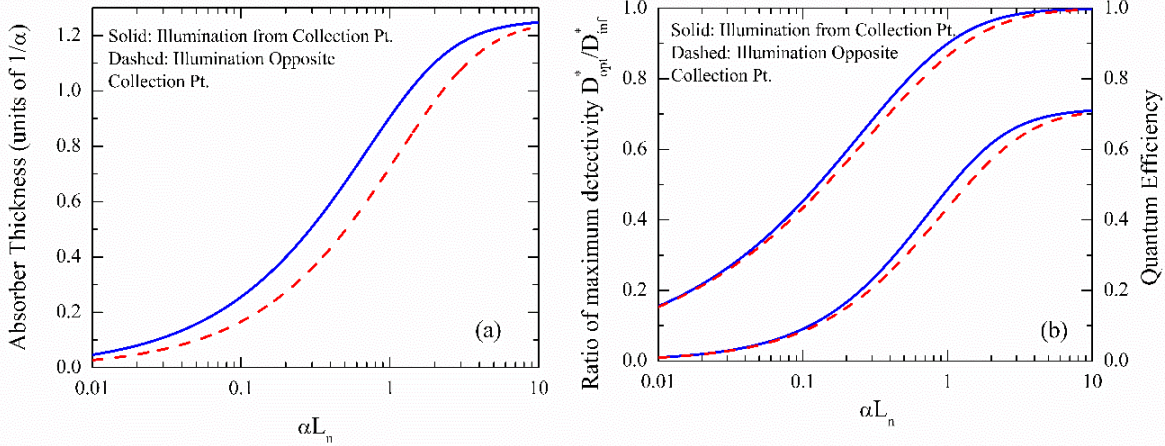 Absorber Thickness (units of 1/α)
1.2
1.0
0.8
0.6
0.4
0.2
0.0
Solid: Illumination from Collection Pt.
Dashed: Illumination Opposite
Collection Pt.
(a)
0.01
0.1
1
10
αLₙ
Ratio of maximum detectivity D*opt/D*inf
1.0
0.8
0.6
0.4
0.2
0.0
Solid: Illumination from Collection Pt.
Dashed: Illumination Opposite
Collection Pt.
(b)
0.01
0.1
1
10
αLₙ
1.0
0.8
0.6
0.4
0.2
0.0
Quantum Efficiency